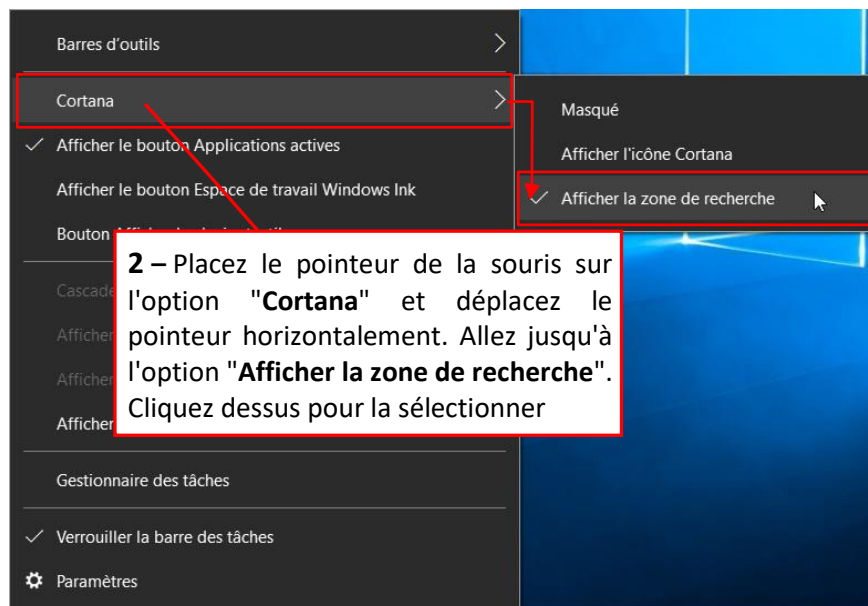 Barres d'outils
Cortana
Masqué
Afficher l'icône Cortana
Afficher la zone de recherche
Afficher le bouton Applications actives
Afficher le bouton Espace de travail Windows Ink
Bouton
2 – Placez le pointeur de la souris sur
l'option "Cortana" et déplacez le
pointeur horizontalement. Allez jusqu'à
l'option "Afficher la zone de recherche".
Cliquez dessus pour la sélectionner
Cascade
Afficher
Afficher
Afficher
Gestionnaire des tâches
Verrouiller la barre des tâches
Paramètres